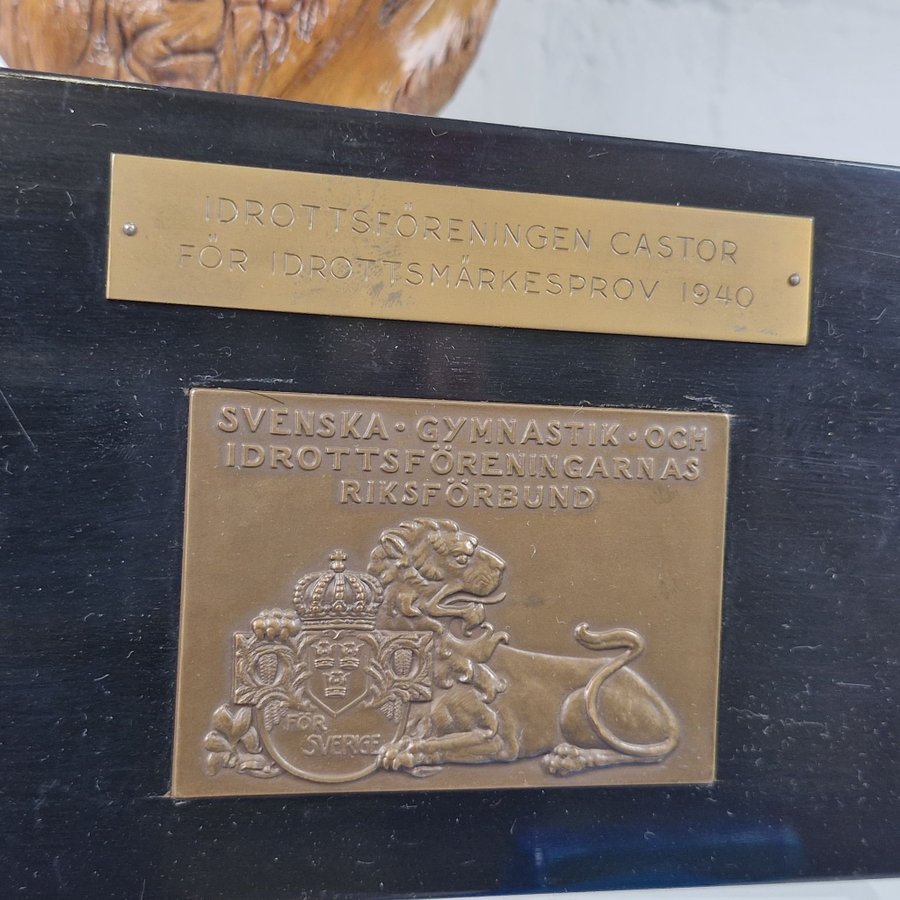 IDROTTSFÖRENINGEN CASTOR
FÖR IDROTTSMÄRKESPROV 1940
SVENSKA · GYMNASTIK · OCH
IDROTTSFÖRENINGARNAS
RIKSFÖRBUND
FÖR
SVERIGE